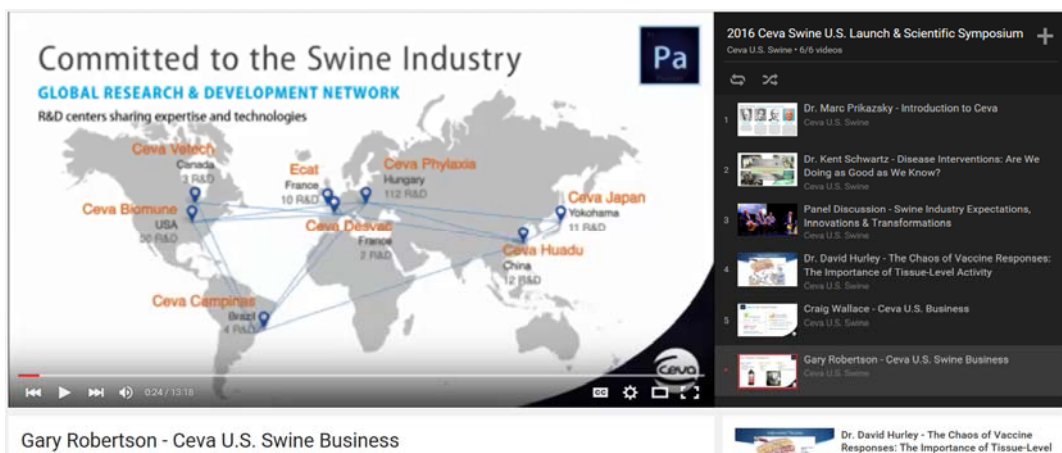 Committed to the Swine Industry
GLOBAL RESEARCH & DEVELOPMENT NETWORK
R&D centers sharing expertise and technologies
Pa
Ceva Vetech
Canada
3 R&D
Ceva Biomune
USA
30 R&D
Ecat
France
10 R&D
Ceva Phylaxia
Hungary
112 R&D
Ceva Desvac
France
2 R&D
Ceva Japan
Yokohama
11 R&D
Ceva Huadu
China
12 R&D
Ceva Campinas
Brazil
4 R&D
ceva
0:24 / 13:18
CC
2016 Ceva Swine U.S. Launch & Scientific Symposium
Ceva U.S. Swine • 6/6 videos
1
Dr. Marc Prikazsky - Introduction to Ceva
Ceva U.S. Swine
2
Dr. Kent Schwartz - Disease Interventions: Are We
Doing as Good as We Know?
Ceva U.S. Swine
3
Panel Discussion - Swine Industry Expectations,
Innovations & Transformations
Ceva U.S. Swine
4
Dr. David Hurley - The Chaos of Vaccine Responses:
The Importance of Tissue-Level Activity
Ceva U.S. Swine
5
Craig Wallace - Ceva U.S. Business
Ceva U.S. Swine
Gary Robertson - Ceva U.S. Swine Business
Ceva U.S. Swine
Gary Robertson - Ceva U.S. Swine Business
Dr. David Hurley - The Chaos of Vaccine
Responses: The Importance of Tissue-Level